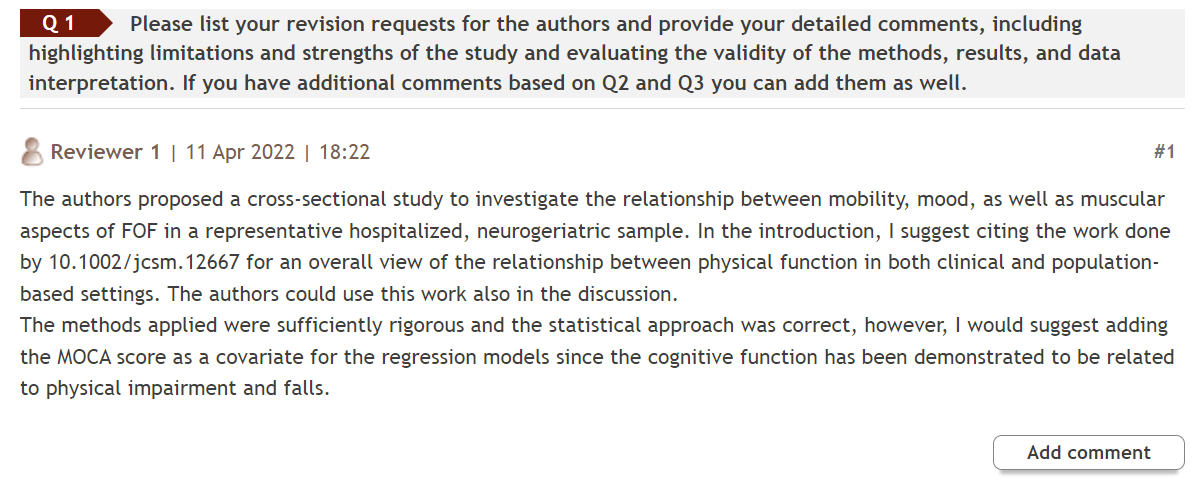 Q 1 Please list your revision requests for the authors and provide your detailed comments, including
highlighting limitations and strengths of the study and evaluating the validity of the methods, results, and data
interpretation. If you have additional comments based on Q2 and Q3 you can add them as well.
Reviewer 1 | 11 Apr 2022 | 18:22 #1
The authors proposed a cross-sectional study to investigate the relationship between mobility, mood, as well as muscular
aspects of FOF in a representative hospitalized, neurogeriatric sample. In the introduction, I suggest citing the work done
by 10.1002/jcsm.12667 for an overall view of the relationship between physical function in both clinical and population-
based settings. The authors could use this work also in the discussion.
The methods applied were sufficiently rigorous and the statistical approach was correct, however, I would suggest adding
the MOCA score as a covariate for the regression models since the cognitive function has been demonstrated to be related
to physical impairment and falls.
Add comment